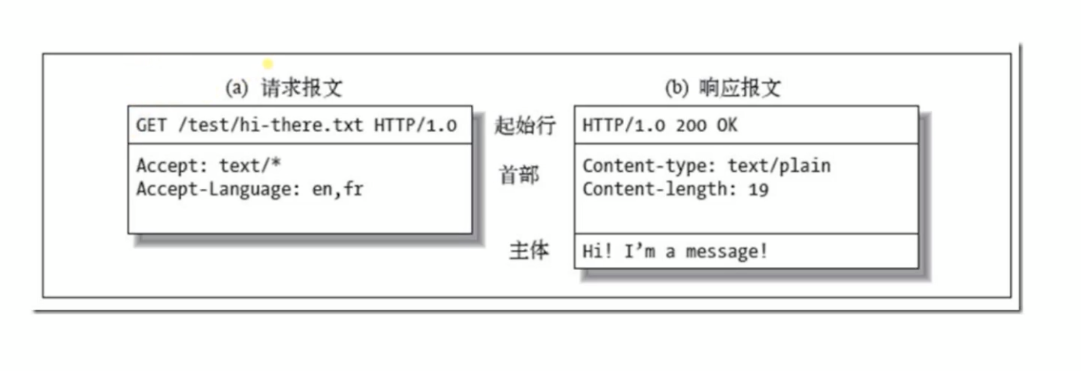 (a) 请求报文
GET /test/hi-there.txt HTTP/1.0
Accept: text/*
Accept-Language: en,fr
起始行
首部
主体
(b) 响应报文
HTTP/1.0 200 OK
Content-type: text/plain
Content-length: 19
Hi! I’m a message!